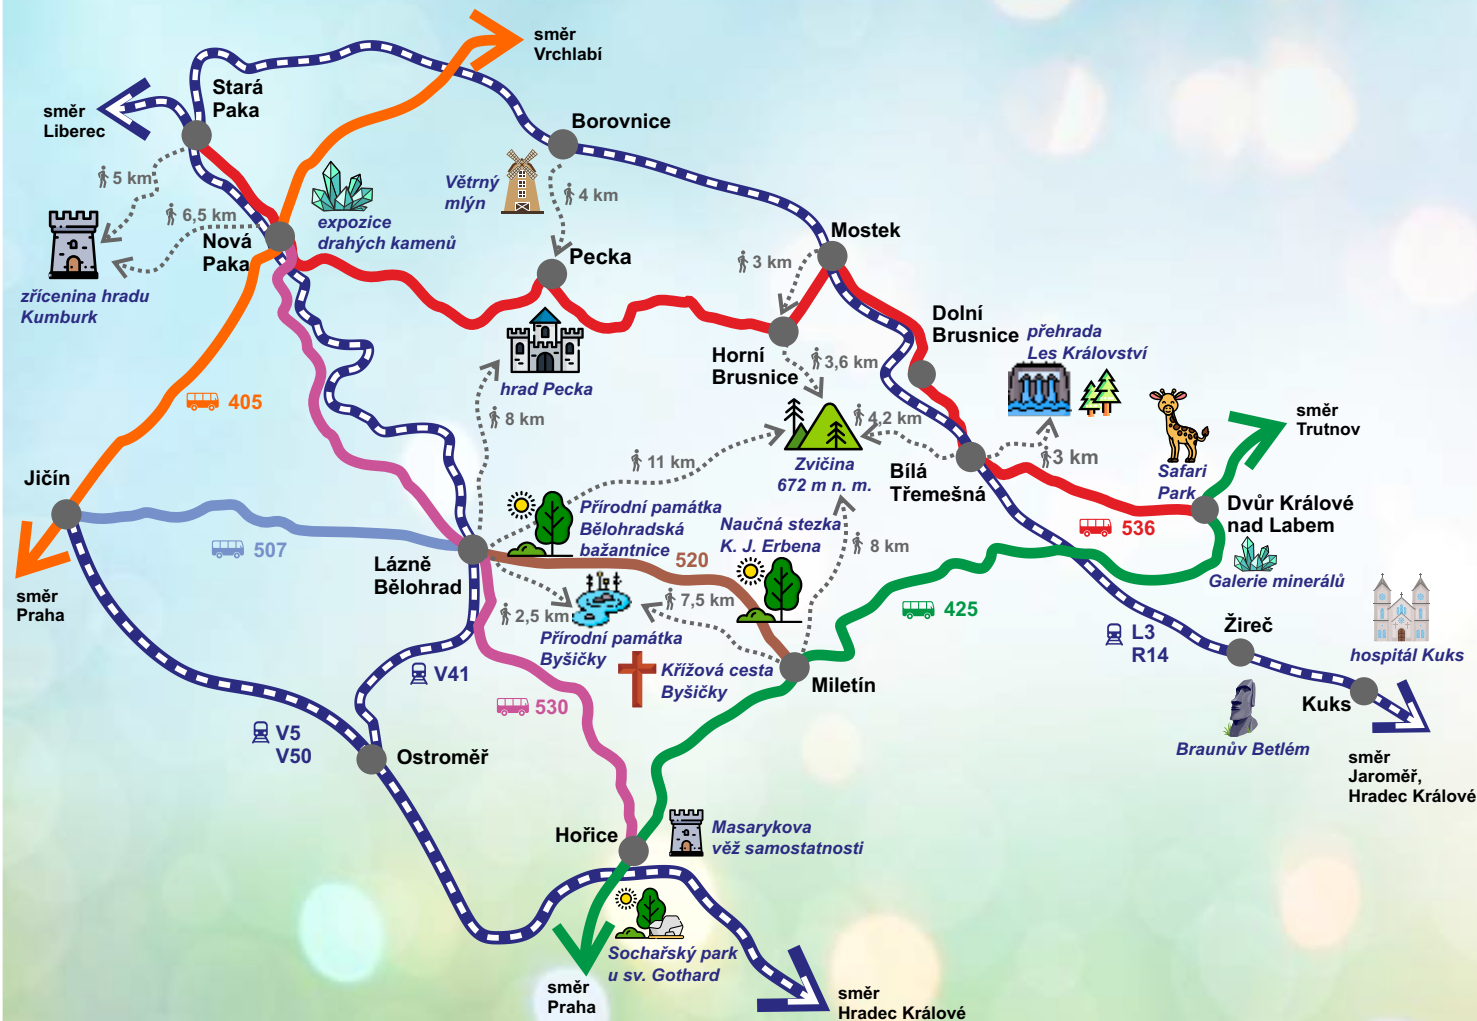 směr
Vrchlabí
Stará
Paka
směr
Liberec
Borovnice
5 km
Větrný
mlýn
4 km
6,5 km
expozice
drahých kamenů
Nová
Paka
Mostek
Pecka
3 km
zřícenina hradu
Kumburk
Dolní
Brusnice
přehrada
Les Království
Horní
Brusnice
3,6 km
hrad Pecka
405
8 km
4,2 km
směr
Trutnov
11 km
3 km
Zvičina
672 m n. m.
Bílá
Třemešná
Safari
Park
Jičín
Přírodní památka
Bělohradská
bažantnice
Naučná stezka
K. J. Erbena
536
Dvůr Králové
nad Labem
507
8 km
520
Lázně
Bělohrad
Galerie minerálů
směr
Praha
2,5 km
7,5 km
425
Přírodní památka
Byšičky
L3
R14
Žireč
hospitál Kuks
V41
Křížová cesta
Byšičky
Miletín
530
Kuks
V5
V50
Braunův Betlém
Ostroměř
směr
Jaroměř,
Hradec Králové
Hořice
Masarykova
věž samostatnosti
Sochařský park
u sv. Gothard
směr
Praha
směr
Hradec Králové